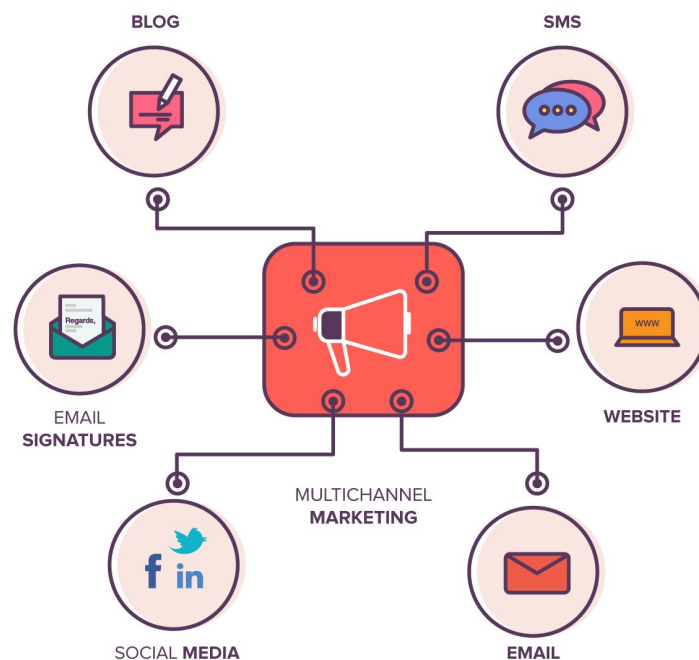 BLOG
SMS
Regards,
www
EMAIL
SIGNATURES
WEBSITE
MULTICHANNEL
MARKETING
f
in
SOCIAL MEDIA
EMAIL